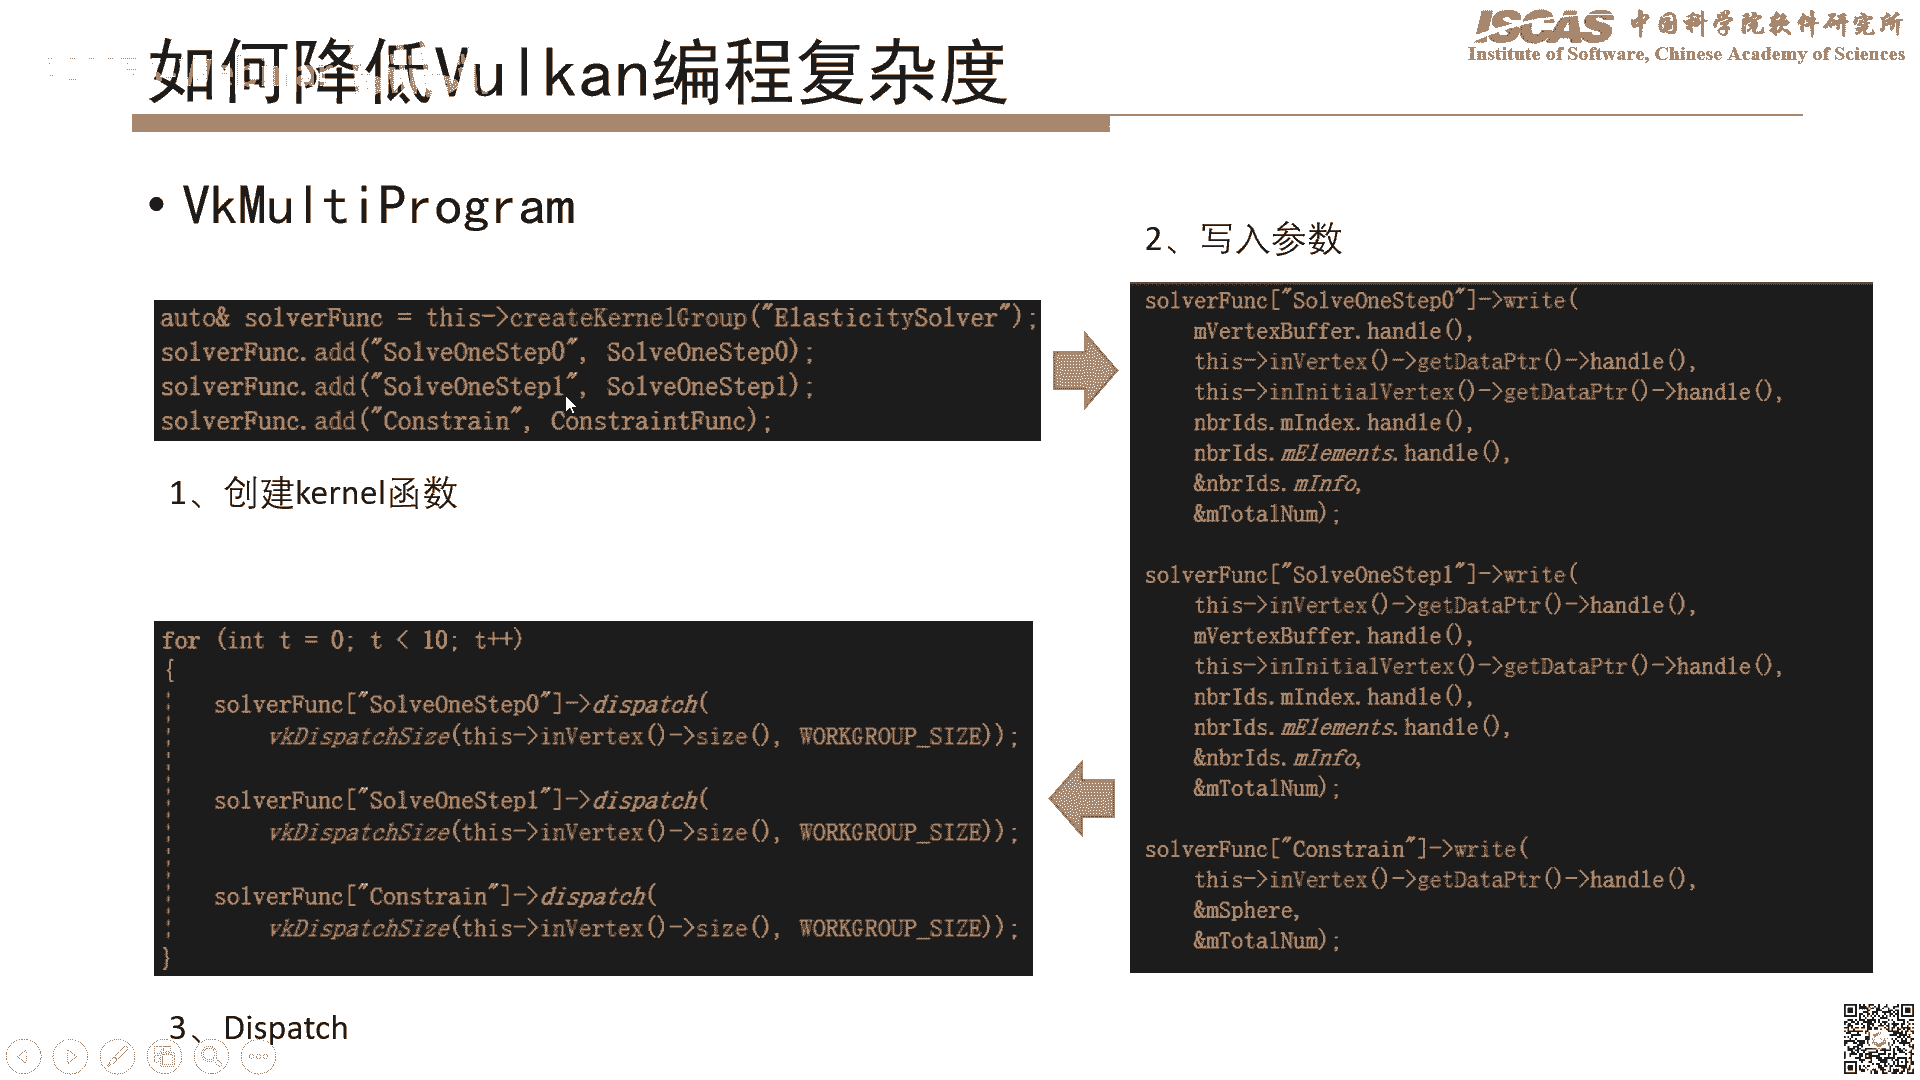 如何降低Vulkan编程复杂度
ISCAS 中国科学院软件研究所
Institute of Software, Chinese Academy of Sciences
• VkMultiProgram
auto& solverFunc = this->createKernelGroup("ElasticitySolver");
solverFunc.add("SolveOneStep0", SolveOneStep0);
solverFunc.add("SolveOneStep1", SolveOneStep1);
solverFunc.add("Constrain", ConstraintFunc);
1、创建kernel函数
2、写入参数
solverFunc["SolveOneStep0"]->write(
mVertexBuffer.handle(),
this->inVertex()->getDataPtr()->handle(),
this->inInitialVertex()->getDataPtr()->handle(),
nbrIds.mIndex.handle(),
nbrIds.mElements.handle(),
&nbrIds.mInfo,
&mTotalNum);
solverFunc["SolveOneStep1"]->write(
this->inVertex()->getDataPtr()->handle(),
mVertexBuffer.handle(),
this->inInitialVertex()->getDataPtr()->handle(),
nbrIds.mIndex.handle(),
nbrIds.mElements.handle(),
&nbrIds.mInfo,
&mTotalNum);
solverFunc["Constrain"]->write(
this->inVertex()->getDataPtr()->handle(),
&mSphere,
&mTotalNum);
for (int t = 0; t < 10; t++)
{
solverFunc["SolveOneStep0"]->dispatch(
vkDispatchSize(this->inVertex()->size(), WORKGROUP_SIZE));
solverFunc["SolveOneStep1"]->dispatch(
vkDispatchSize(this->inVertex()->size(), WORKGROUP_SIZE));
solverFunc["Constrain"]->dispatch(
vkDispatchSize(this->inVertex()->size(), WORKGROUP_SIZE));
}
3、Dispatch